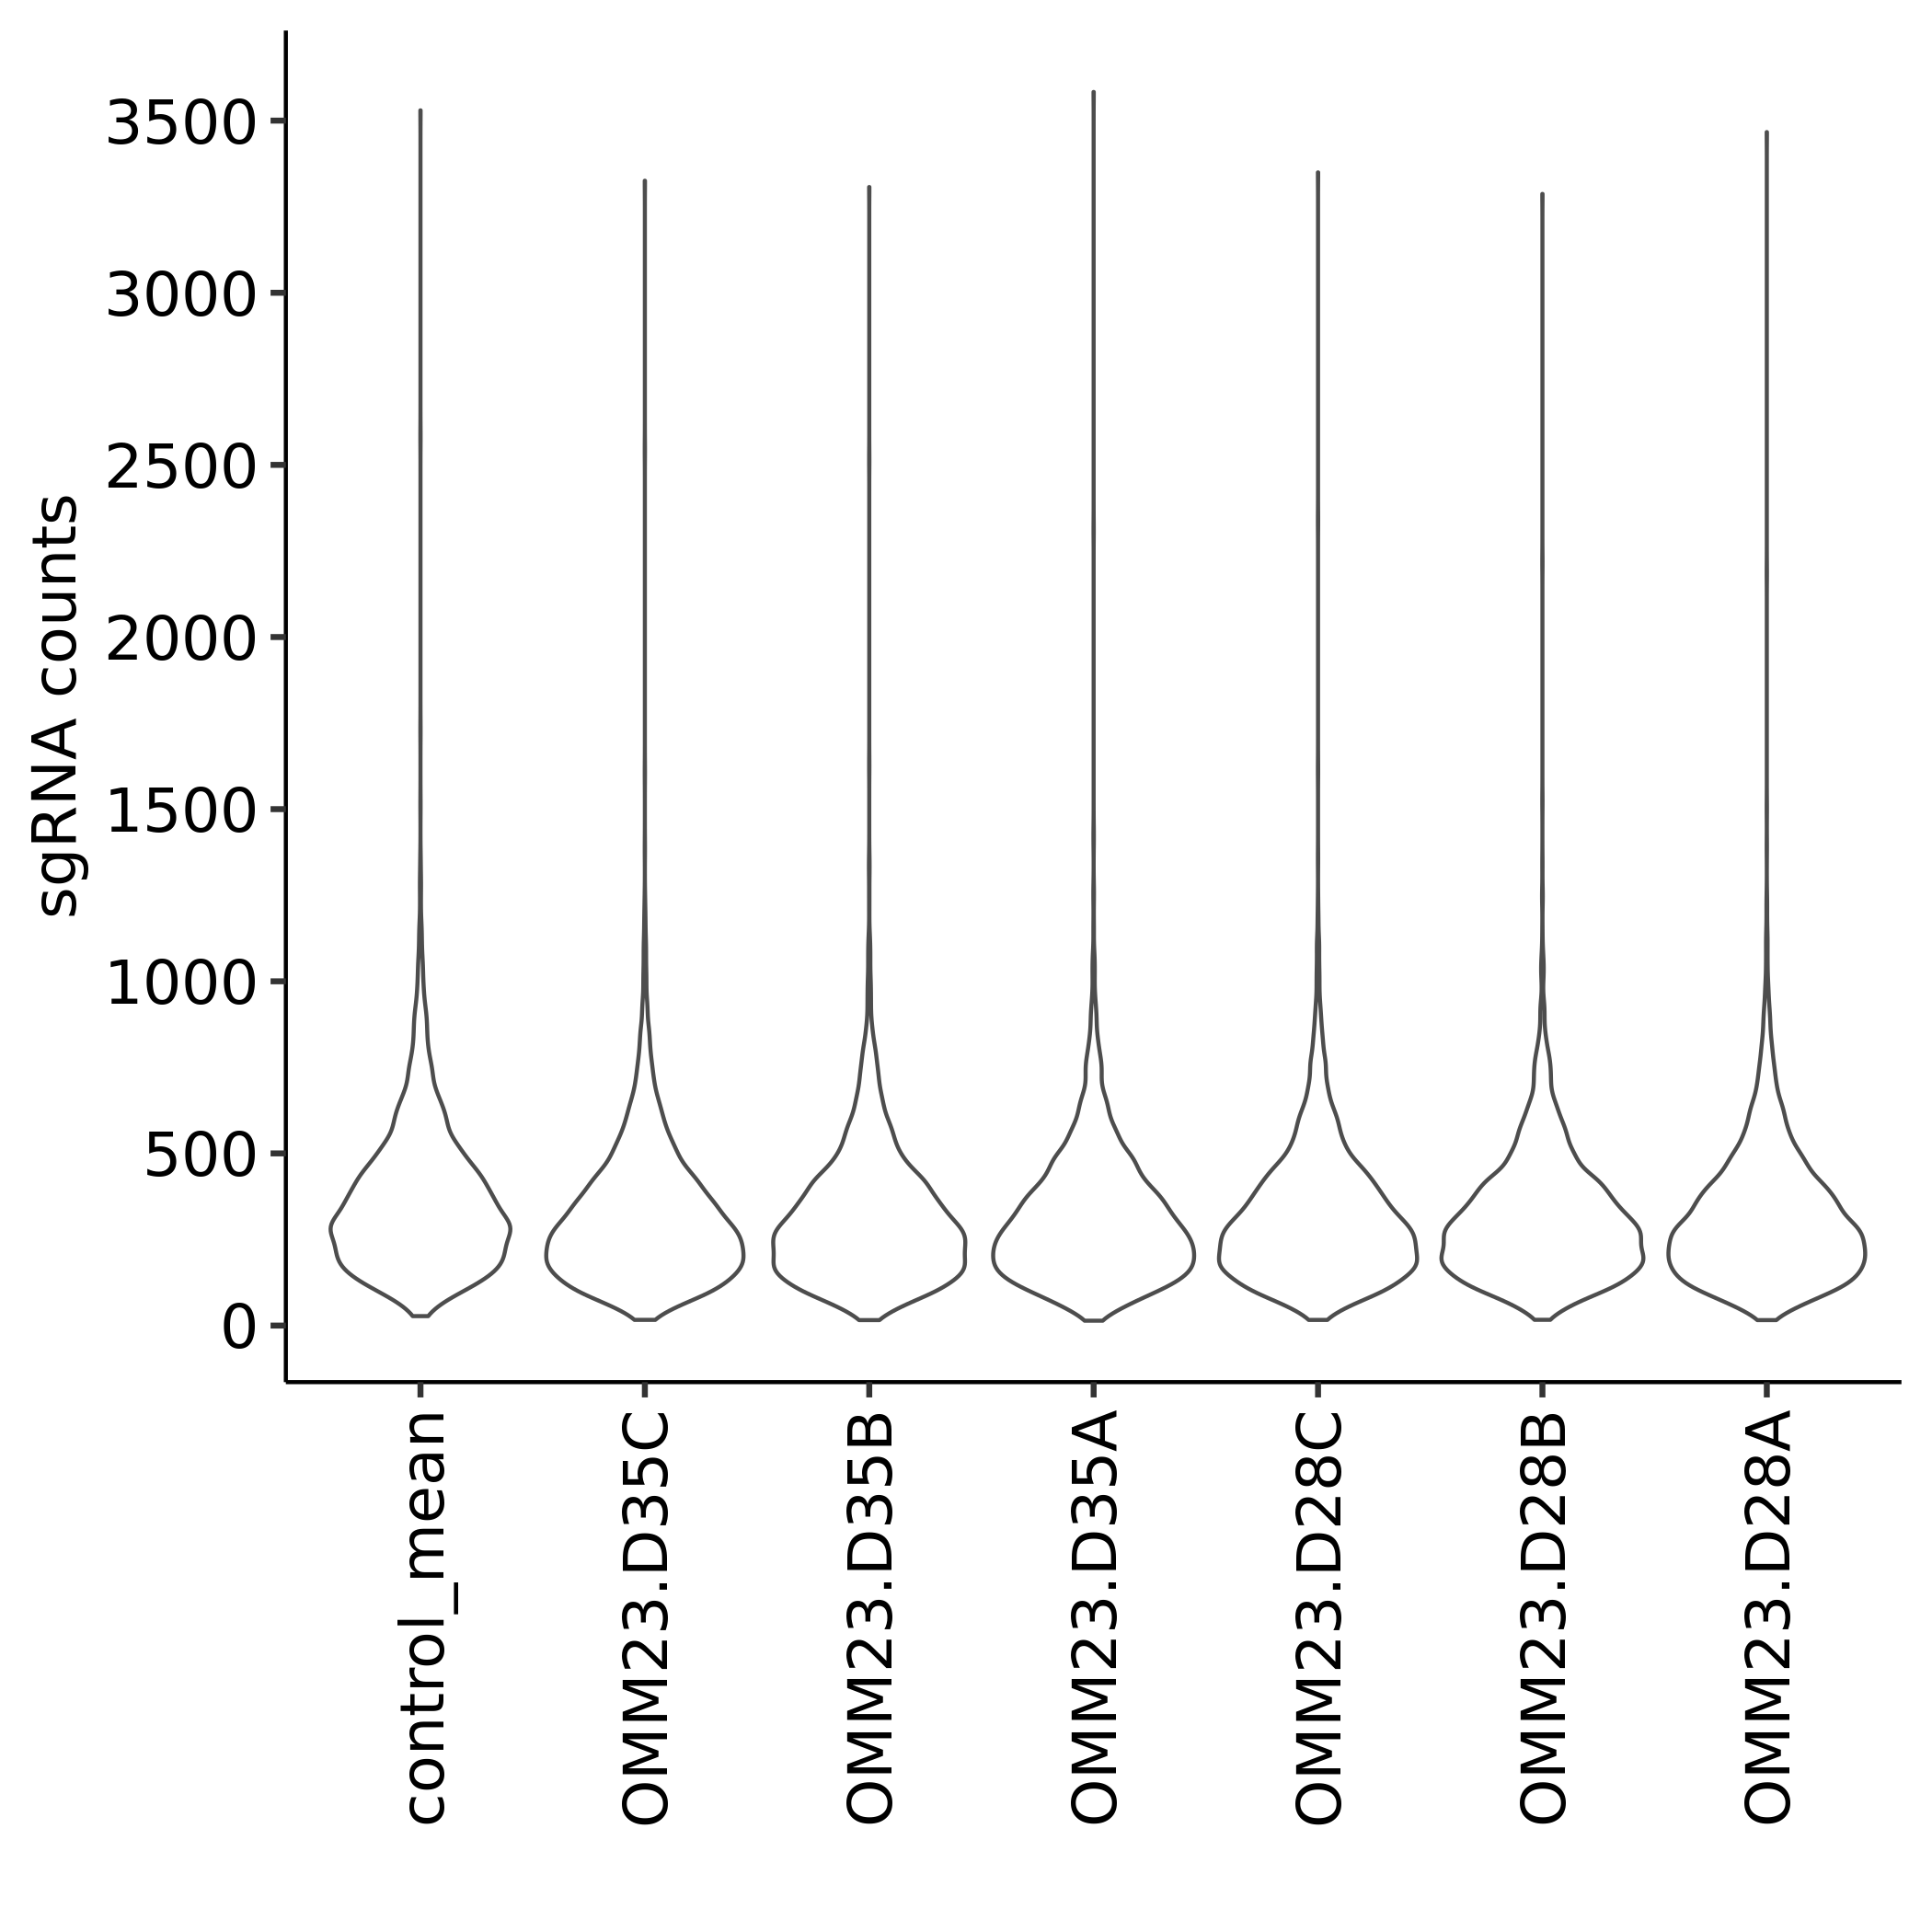 sgRNA counts
3500
3000
2500
2000
1500
1000
500
0
control_mean
OMM23.D35C
OMM23.D35B
OMM23.D35A
OMM23.D28C
OMM23.D28B
OMM23.D28A